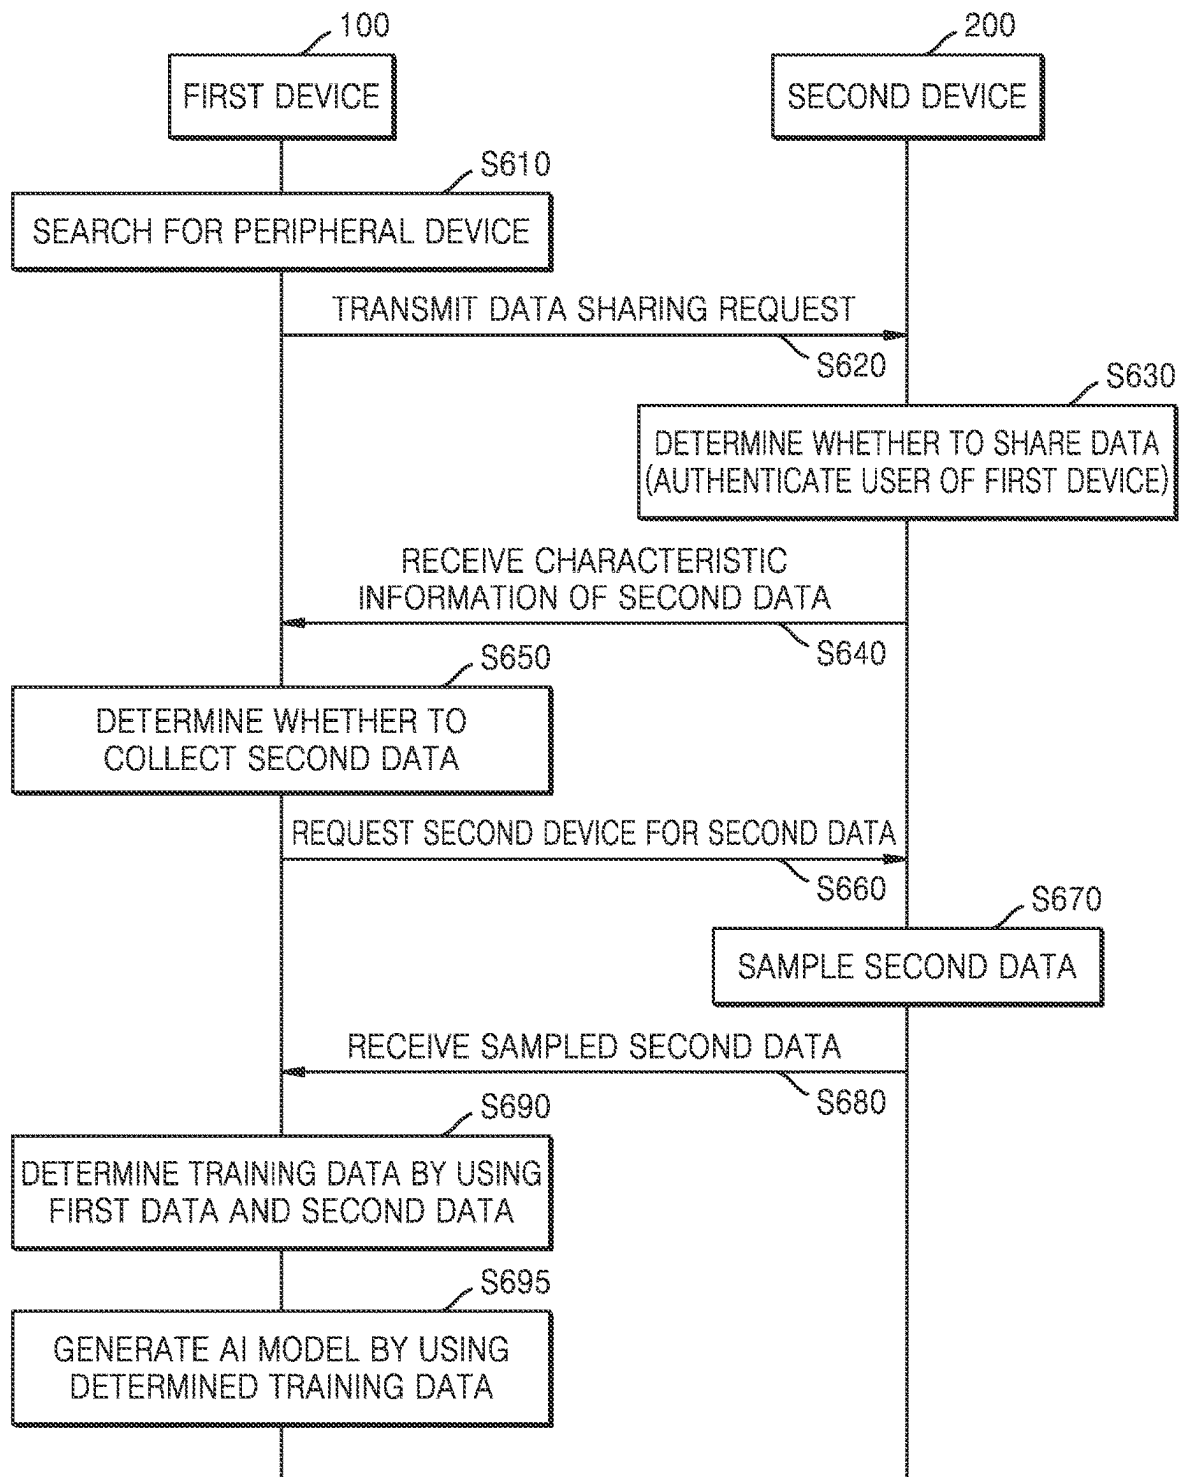 100
200
FIRST DEVICE
SECOND DEVICE
S610
SEARCH FOR PERIPHERAL DEVICE
TRANSMIT DATA SHARING REQUEST
S620
S630
DETERMINE WHETHER TO SHARE DATA
(AUTHENTICATE USER OF FIRST DEVICE)
RECEIVE CHARACTERISTIC
INFORMATION OF SECOND DATA
S640
S650
DETERMINE WHETHER TO
COLLECT SECOND DATA
REQUEST SECOND DEVICE FOR SECOND DATA
S660
S670
SAMPLE SECOND DATA
RECEIVE SAMPLED SECOND DATA
S680
S690
DETERMINE TRAINING DATA BY USING
FIRST DATA AND SECOND DATA
S695
GENERATE AI MODEL BY USING
DETERMINED TRAINING DATA